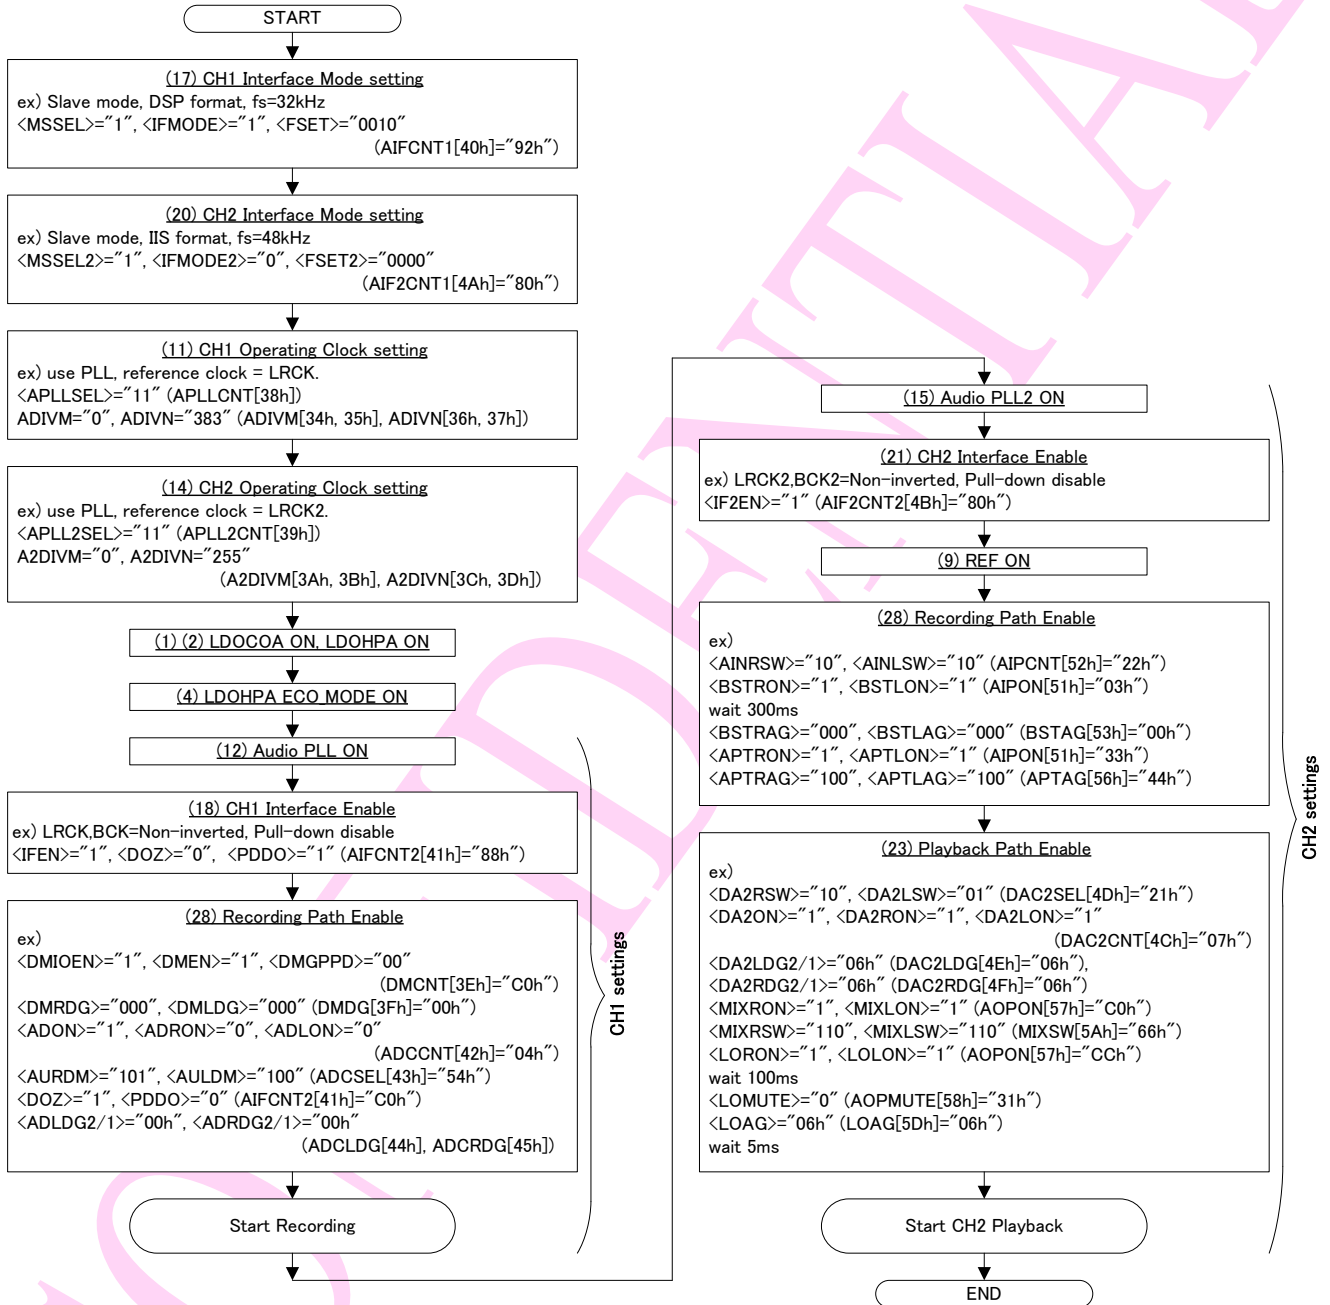 START
(17) CH1 Interface Mode setting
ex) Slave mode, DSP format, fs=32kHz
<MSSEL>="1", <IFMODE>="1", <FSET>="0010"
(AIFCNT1[40h]="92h")
(20) CH2 Interface Mode setting
ex) Slave mode, IIS format, fs=48kHz
<MSSEL2>="1", <IFMODE2>="0", <FSET2>="0000"
(AIF2CNT1[4Ah]="80h")
(11) CH1 Operating Clock setting
ex) use PLL, reference clock = LRCK.
<APLLSEL>="11" (APLLCNT[38h])
ADIVM="0", ADIVN="383" (ADIVM[34h, 35h], ADIVN[36h, 37h])
(14) CH2 Operating Clock setting
ex) use PLL, reference clock = LRCK2.
<APLL2SEL>="11" (APLL2CNT[39h])
A2DIVM="0", A2DIVN="255"
(A2DIVM[3Ah, 3Bh], A2DIVN[3Ch, 3Dh])
(1) (2) LDOCOA ON, LDOHPA ON
(4) LDOHPA ECO_MODE ON
(12) Audio PLL ON
(18) CH1 Interface Enable
ex) LRCK,BCK=Non-inverted, Pull-down disable
<IFEN>="1", <DOZ>="0", <PDDO>="1" (AIFCNT2[41h]="88h")
(28) Recording Path Enable
ex)
<DMIOEN>="1", <DMEN>="1", <DMGPPD>="00"
(DMCNT[3Eh]="C0h")
<DMRDG>="000", <DMLDG>="000" (DMDG[3Fh]="00h")
<ADON>="1", <ADRON>="0", <ADLON>="0"
(ADCCNT[42h]="04h")
<AURDM>="101", <AULDM>="100" (ADCSEL[43h]="54h")
<DOZ>="1", <PDDO>="0" (AIFCNT2[41h]="C0h")
<ADLDG2/1>="00h", <ADRDG2/1>="00h"
(ADCLDG[44h], ADCRDG[45h])
Start Recording
CH1 settings
(15) Audio PLL2 ON
(21) CH2 Interface Enable
ex) LRCK2,BCK2=Non-inverted, Pull-down disable
<IF2EN>="1" (AIF2CNT2[4Bh]="80h")
(9) REF ON
(28) Recording Path Enable
ex)
<AINRSW>="10", <AINLSW>="10" (AIPCNT[52h]="22h")
<BSTRON>="1", <BSTLON>="1" (AIPON[51h]="03h")
wait 300ms
<BSTRAG>="000", <BSTLAG>="000" (BSTAG[53h]="00h")
<APTRON>="1", <APTLON>="1" (AIPON[51h]="33h")
<APTRAG>="100", <APTLAG>="100" (APTAG[56h]="44h")
(23) Playback Path Enable
ex)
<DA2RSW>="10", <DA2LSW>="01" (DAC2SEL[4Dh]="21h")
<DA2ON>="1", <DA2RON>="1", <DA2LON>="1"
(DAC2CNT[4Ch]="07h")
<DA2LDG2/1>="06h" (DAC2LDG[4Eh]="06h"),
<DA2RDG2/1>="06h" (DAC2RDG[4Fh]="06h")
<MIXRON>="1", <MIXLON>="1" (AOPON[57h]="C0h")
<MIXRSW>="110", <MIXLSW>="110" (MIXSW[5Ah]="66h")
<LORON>="1", <LOLON>="1" (AOPON[57h]="CCh")
wait 100ms
<LOMUTE>="0" (AOPMUTE[58h]="31h")
<LOAG>="06h" (LOAG[5Dh]="06h")
wait 5ms
Start CH2 Playback
CH2 settings
END